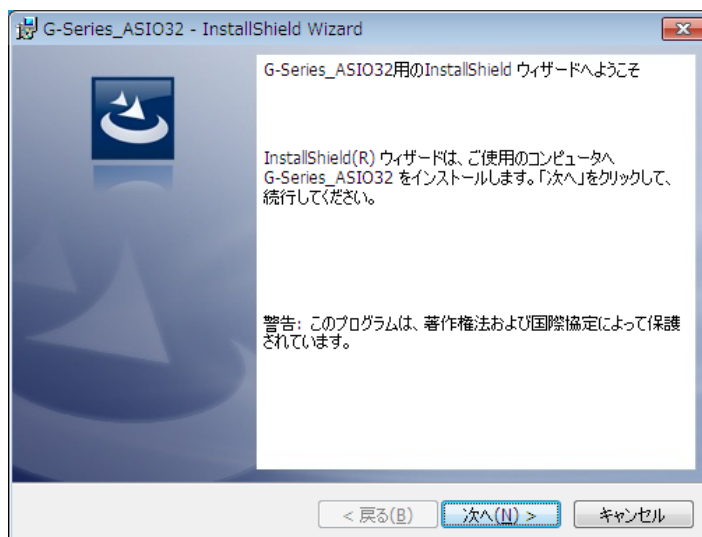 G-Series_ASIO32 - InstallShield Wizard
G-Series_ASIO32用のInstallShield ウィザードへようこそ
InstallShield(R) ウィザードは、ご使用のコンピュータへ
G-Series_ASIO32 をインストールします。「次へ」をクリックして、
続行してください。
警告: このプログラムは、著作権法および国際協定によって保護
されています。
< 戻る(B)
次へ(N) >
キャンセル